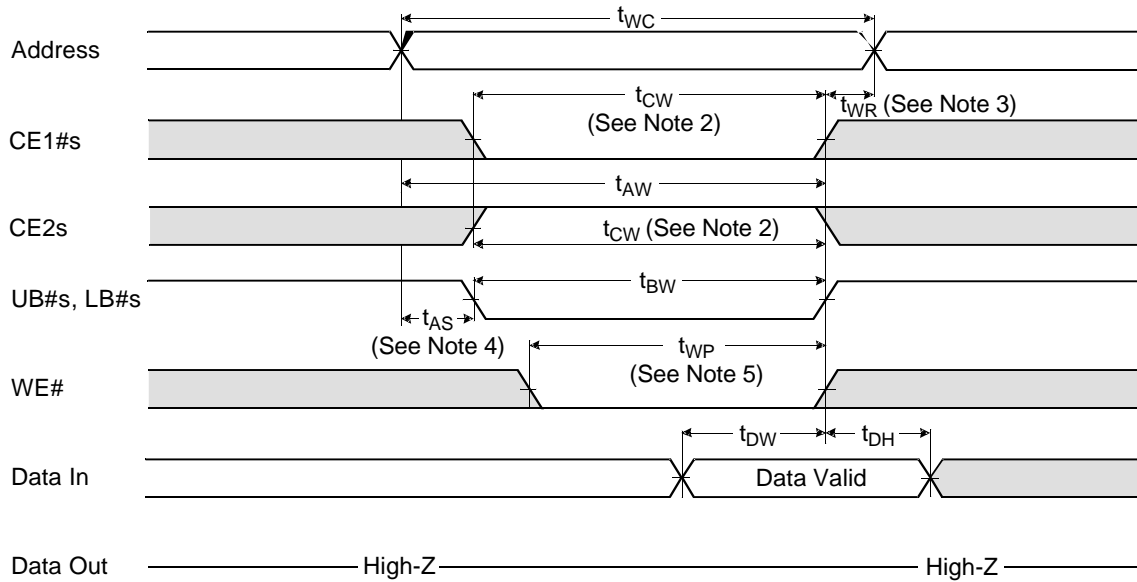 tWC
Address
tCW
(See Note 2)
tWR (See Note 3)
CE1#s
tAW
CE2s
tCW (See Note 2)
UB#s, LB#s
tBW
tAS
(See Note 4)
tWP
(See Note 5)
WE#
tDW
tDH
Data In
Data Valid
Data Out
High-Z
High-Z